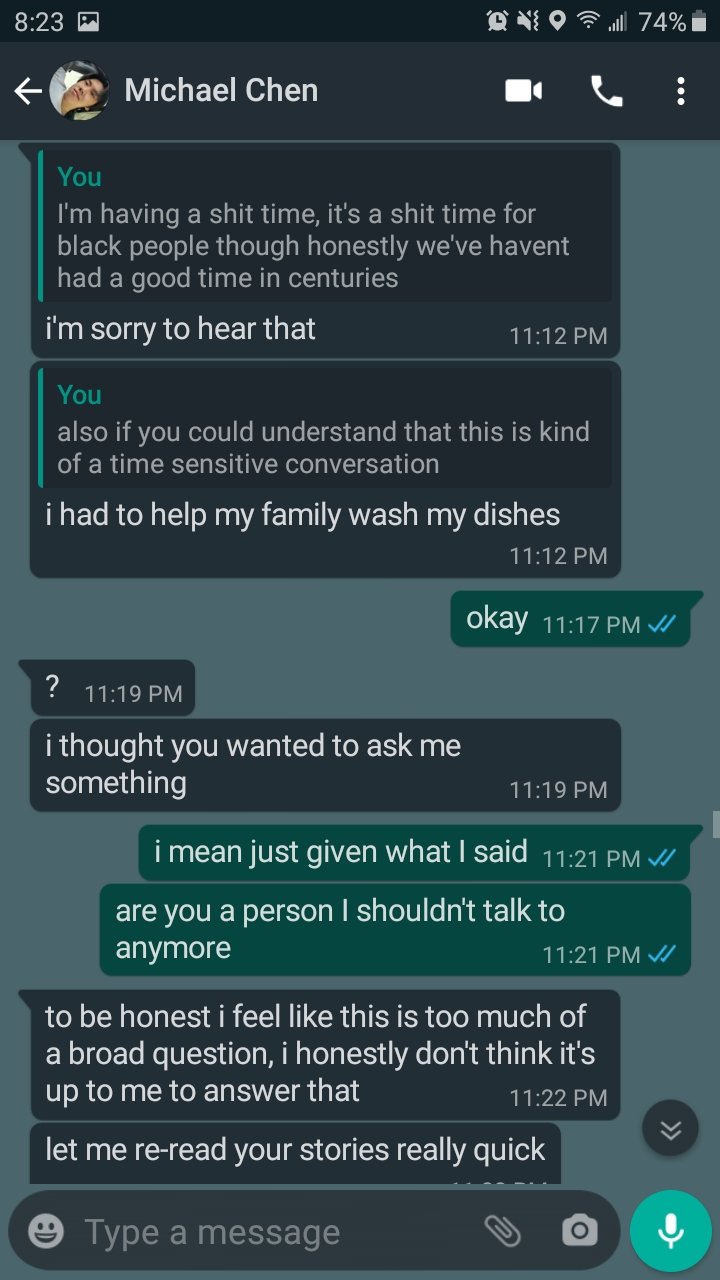 8:23
74%
Michael Chen
You
I'm having a shit time, it's a shit time for
black people though honestly we've havent
had a good time in centuries
i'm sorry to hear that
11:12 PM
You
also if you could understand that this is kind
of a time sensitive conversation
i had to help my family wash my dishes
11:12 PM
okay 11:17 PM
? 11:19 PM
i thought you wanted to ask me
something
11:19 PM
i mean just given what I said 11:21 PM
are you a person I shouldn't talk to
anymore
11:21 PM
to be honest i feel like this is too much of
a broad question, i honestly don't think it's
up to me to answer that
11:22 PM
let me re-read your stories really quick
Type a message